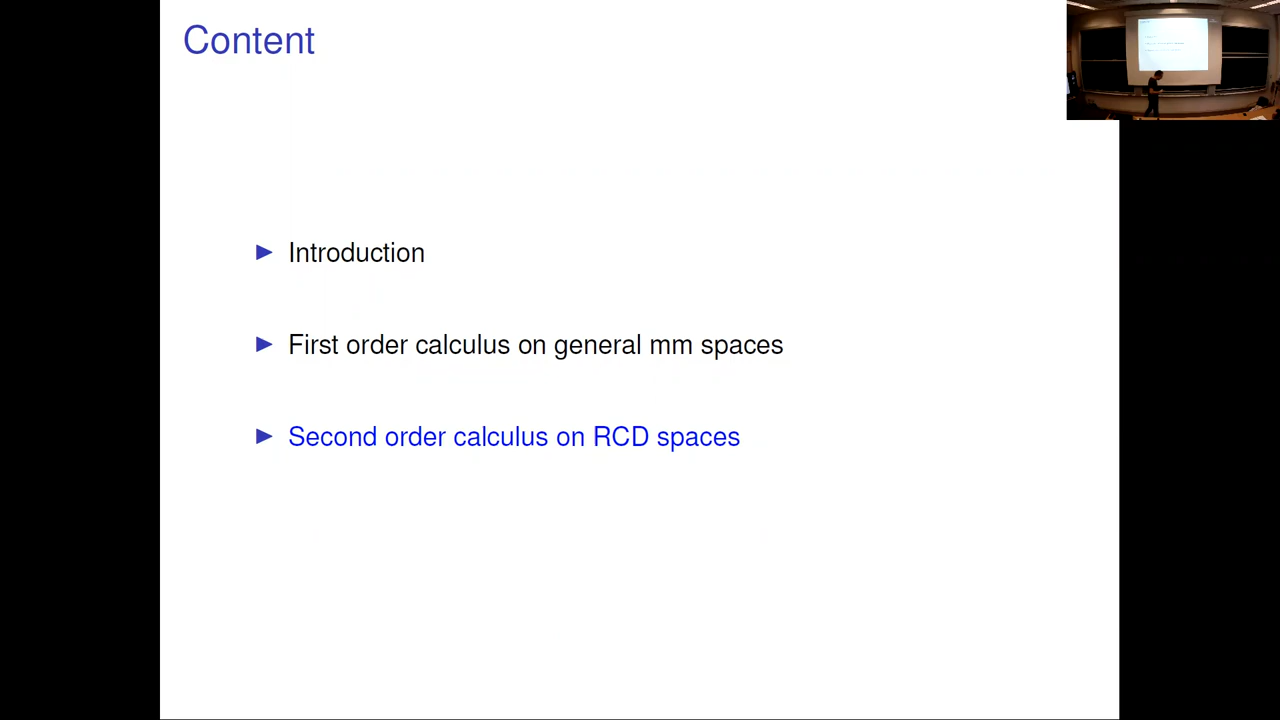 Content
Introduction
First order calculus on general mm spaces
Second order calculus on RCD spaces